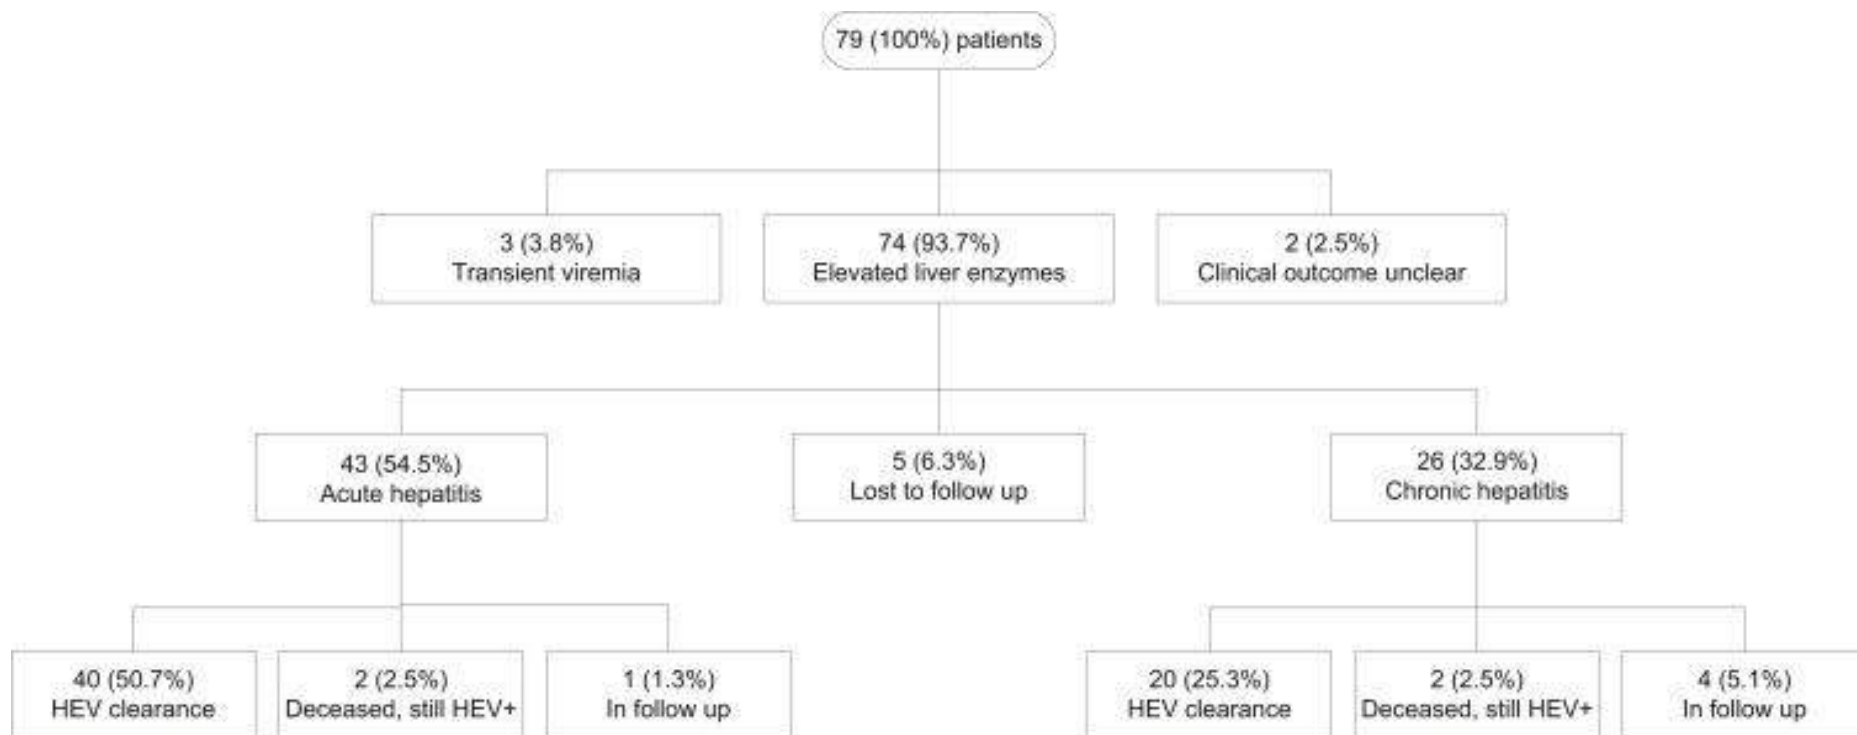 79 (100%) patients
3 (3.8%)
Transient viremia
74 (93.7%)
Elevated liver enzymes
2 (2.5%)
Clinical outcome unclear
43 (54.5%)
Acute hepatitis
5 (6.3%)
Lost to follow up
26 (32.9%)
Chronic hepatitis
40 (50.7%)
HEV clearance
2 (2.5%)
Deceased, still HEV+
1 (1.3%)
In follow up
20 (25.3%)
HEV clearance
2 (2.5%)
Deceased, still HEV+
4 (5.1%)
In follow up